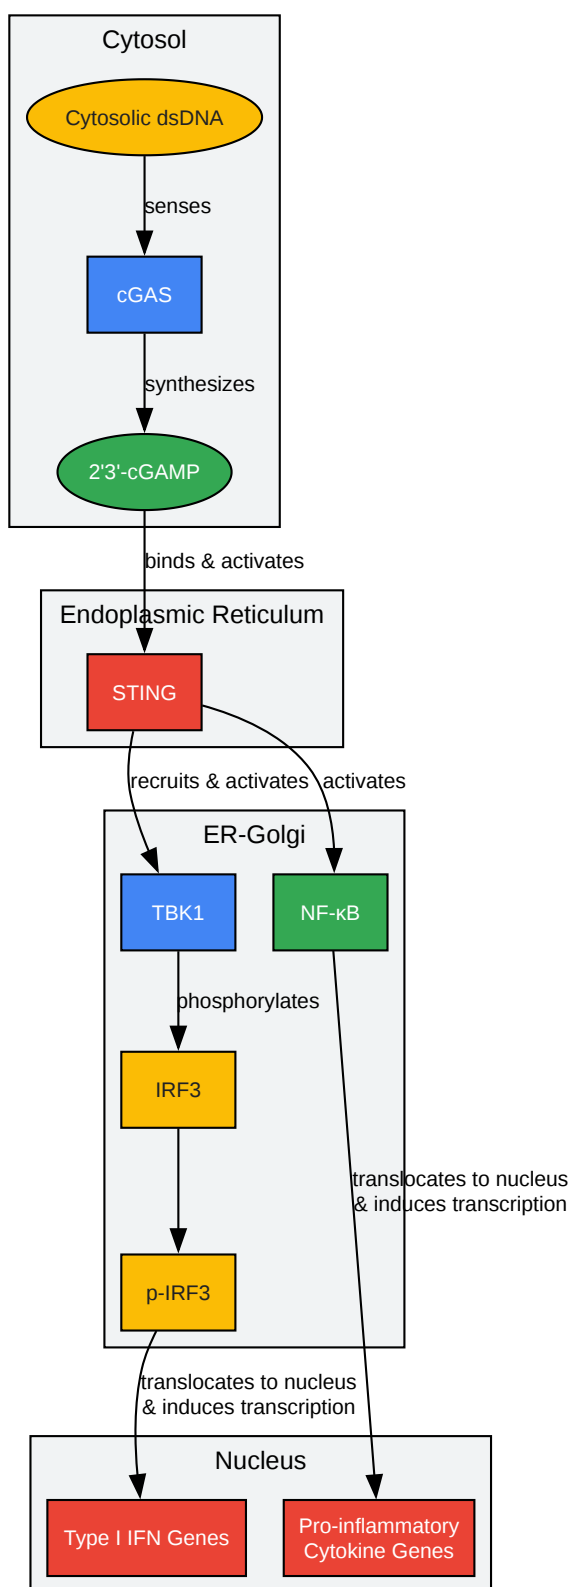 Cytosol
Cytosolic dsDNA
senses
cGAS
synthesizes
2'3'-cGAMP
binds & activates
Endoplasmic Reticulum
STING
recruits & activates
activates
ER-Golgi
TBK1
NF-κB
phosphorylates
IRF3
translocates to nucleus
& induces transcription
p-IRF3
translocates to nucleus
& induces transcription
Nucleus
Type I IFN Genes
Pro-inflammatory
Cytokine Genes